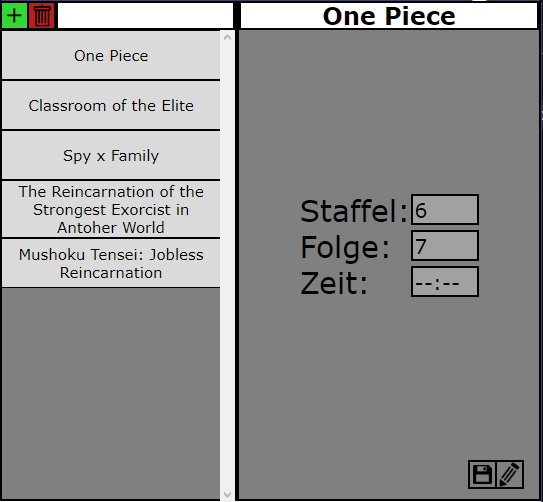 One Piece
One Piece
Classroom of the Elite
Spy x Family
The Reincarnation of the
Strongest Exorcist in
Antoher World
Mushoku Tensei: Jobless
Reincarnation
Staffel: 6
Folge: 7
Zeit: --:--